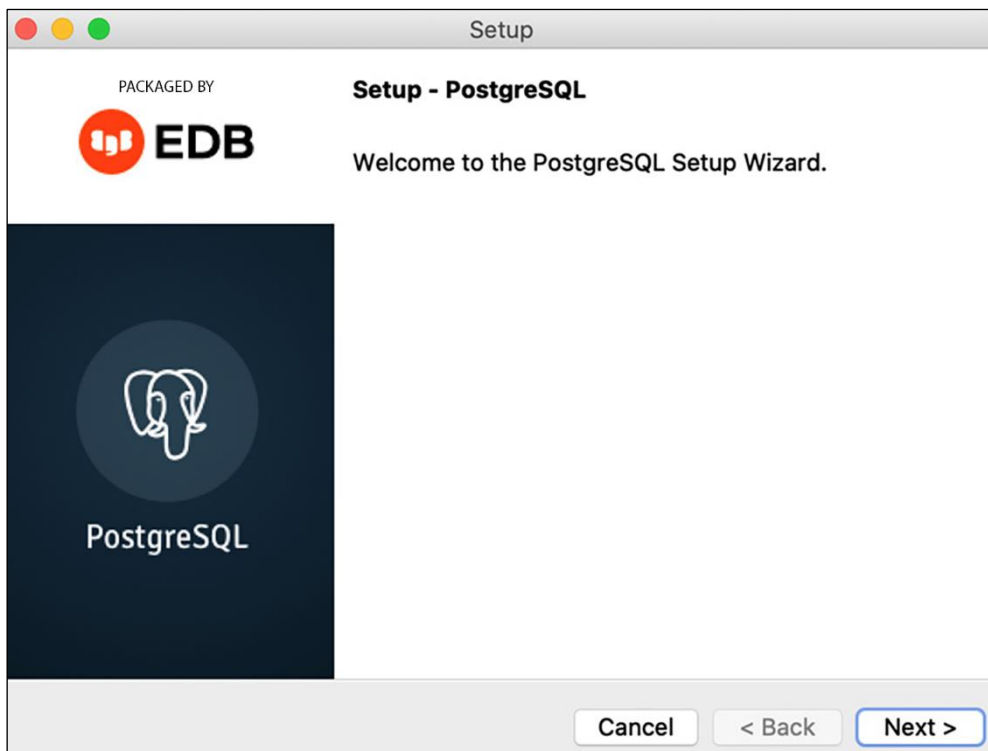 Setup
PACKAGED BY
EDB
Setup - PostgreSQL
Welcome to the PostgreSQL Setup Wizard.
PostgreSQL
Cancel
< Back
Next >